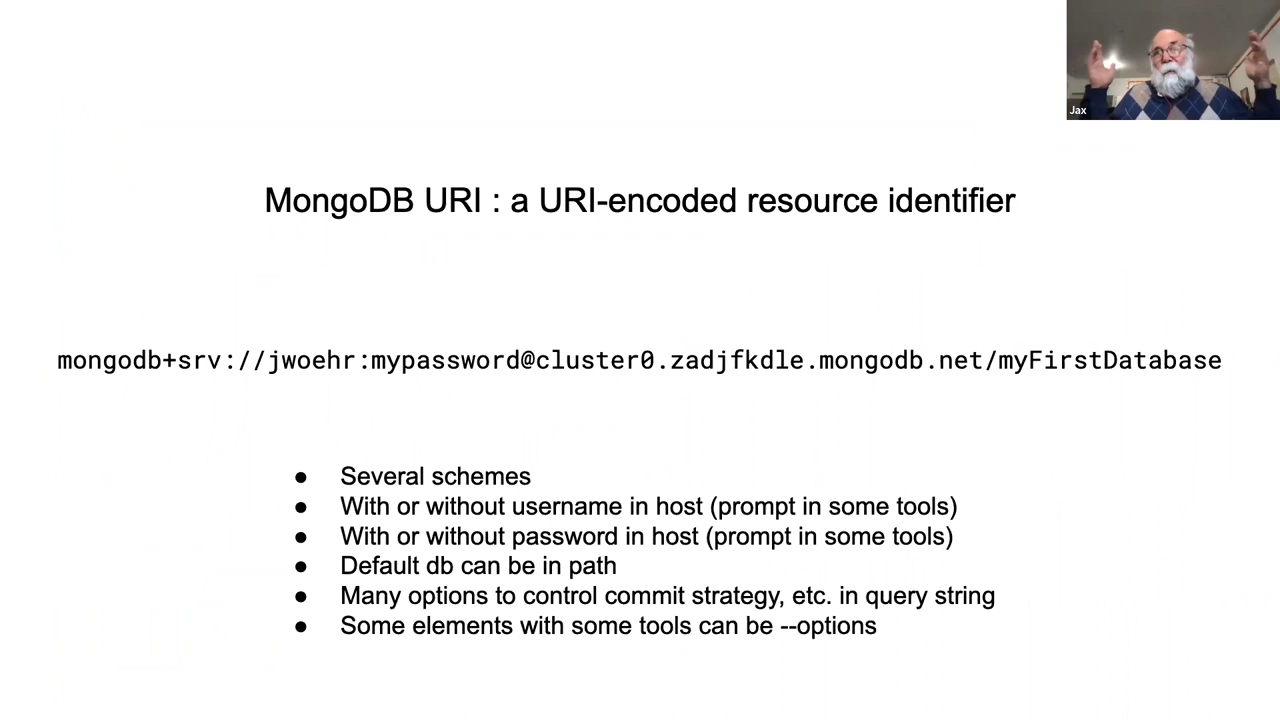 Jax
MongoDB URI : a URI-encoded resource identifier
mongodb+srv://jwoehr:mypassword@cluster0.zadjfkdle.mongodb.net/myFirstDatabase
● Several schemes
● With or without username in host (prompt in some tools)
● With or without password in host (prompt in some tools)
● Default db can be in path
● Many options to control commit strategy, etc. in query string
● Some elements with some tools can be --options